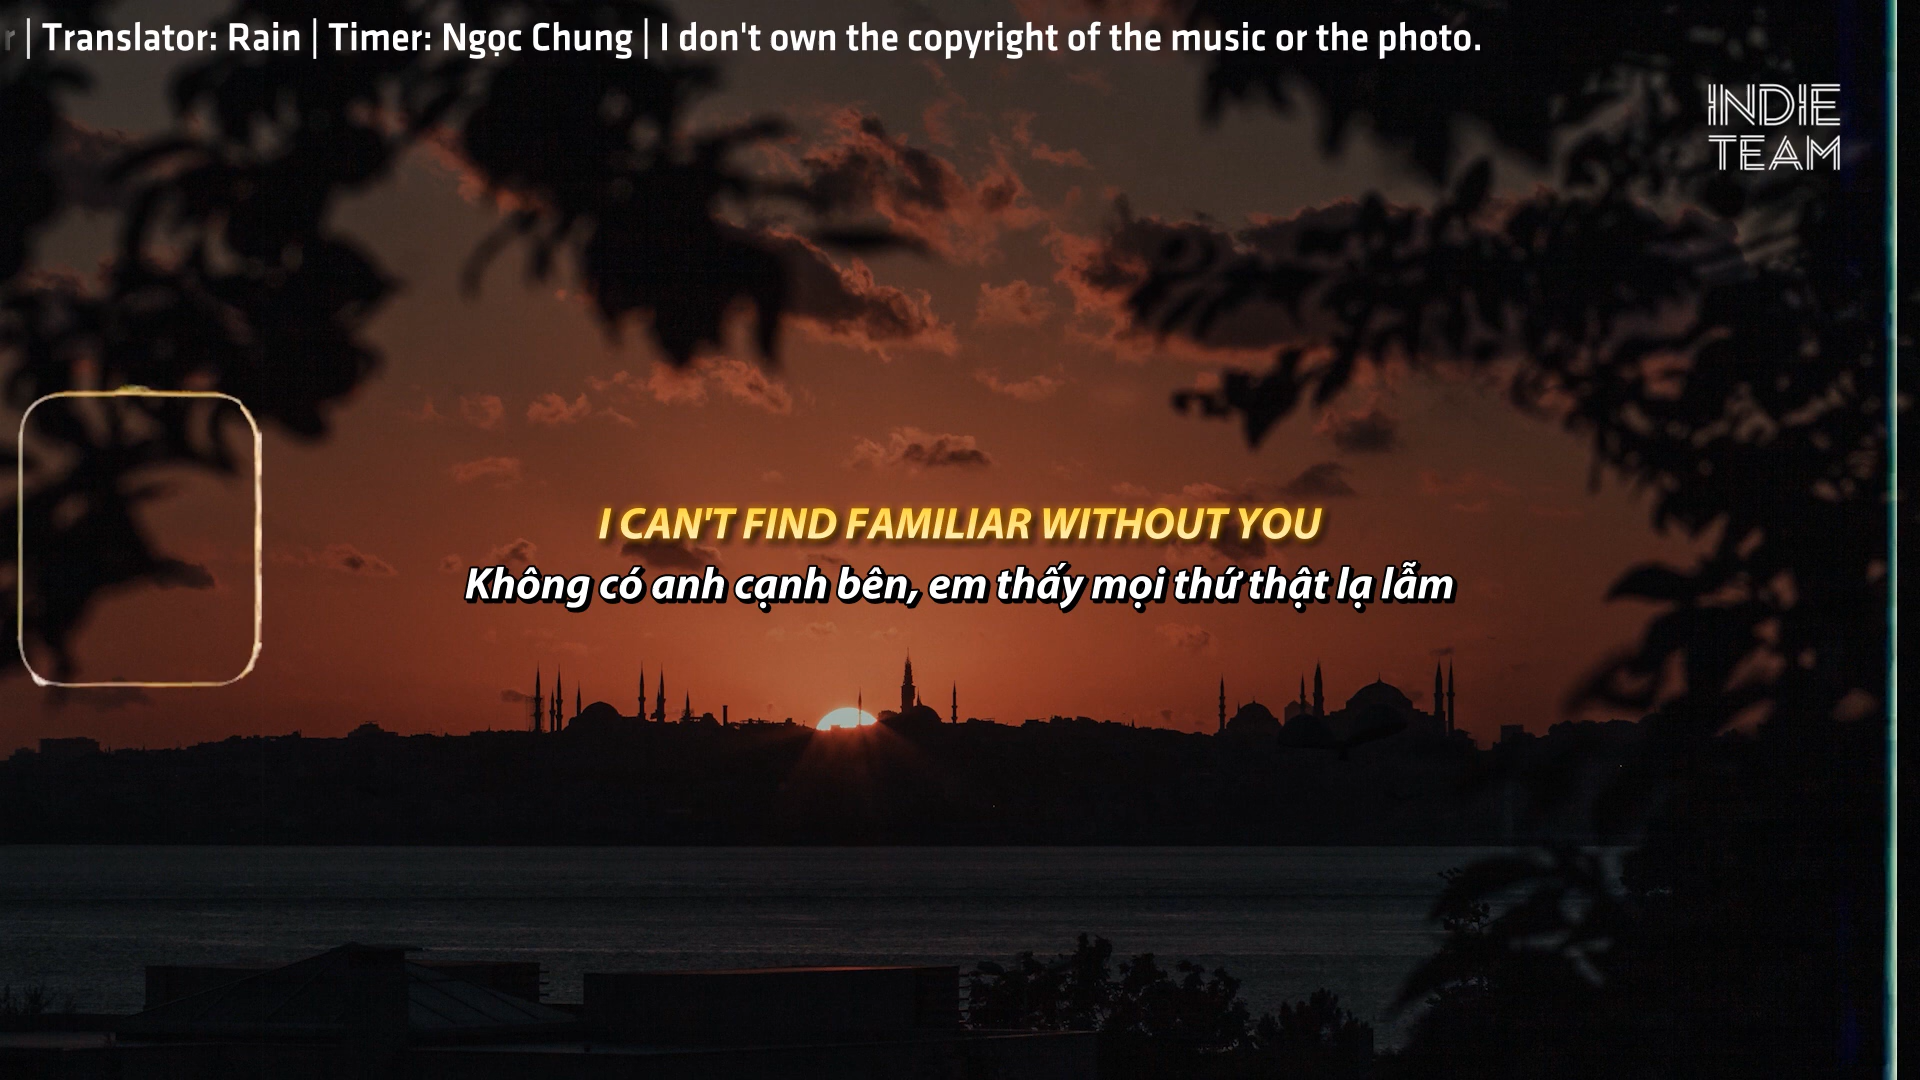 | Translator: Rain | Timer: Ngọc Chung | I don't own the copyright of the music or the photo.
INDIE
TEAM
I CAN'T FIND FAMILIAR WITHOUT YOU
Không có anh cạnh bên, em thấy mọi thứ thật lạ lẫm